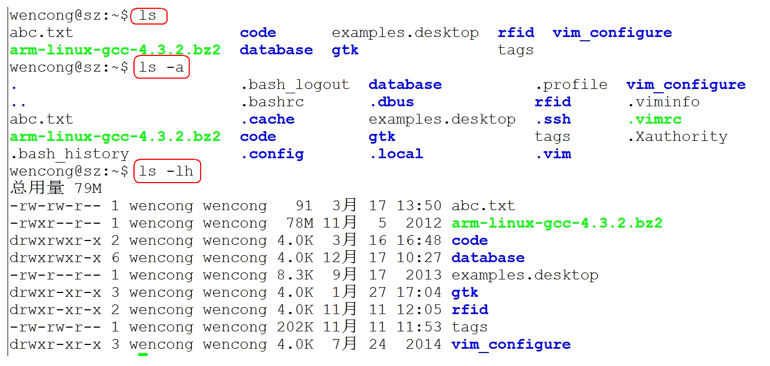 wencong@sz:~$ ls
abc.txt code examples.desktop rfid vim_configure
arm-linux-gcc-4.3.2.bz2 database gtk tags
wencong@sz:~$ ls -a
. .bash_logout database .profile vim_configure
.. .bashrc .dbus rfid .viminfo
abc.txt .cache examples.desktop .ssh .vimrc
arm-linux-gcc-4.3.2.bz2 code gtk tags .Xauthority
.bash_history .config .local .vim
wencong@sz:~$ ls -lh
总用量 79M
-rw-rw-r-- 1 wencong wencong 91 3月 17 13:50 abc.txt
-rwxrw-r-- 1 wencong wencong 78M 11月 5 2012 arm-linux-gcc-4.3.2.bz2
drwxrwxr-x 2 wencong wencong 4.0K 3月 16 16:48 code
drwxrwxr-x 6 wencong wencong 4.0K 12月 17 10:27 database
-rw-rw-r-- 1 wencong wencong 8.3K 9月 17 2013 examples.desktop
drwxr-xr-x 3 wencong wencong 4.0K 1月 27 17:04 gtk
drwxr-xr-x 2 wencong wencong 4.0K 11月 11 12:05 rfid
-rw-rw-r-- 1 wencong wencong 202K 11月 11 11:53 tags
drwxr-xr-x 3 wencong wencong 4.0K 7月 24 2014 vim_configure